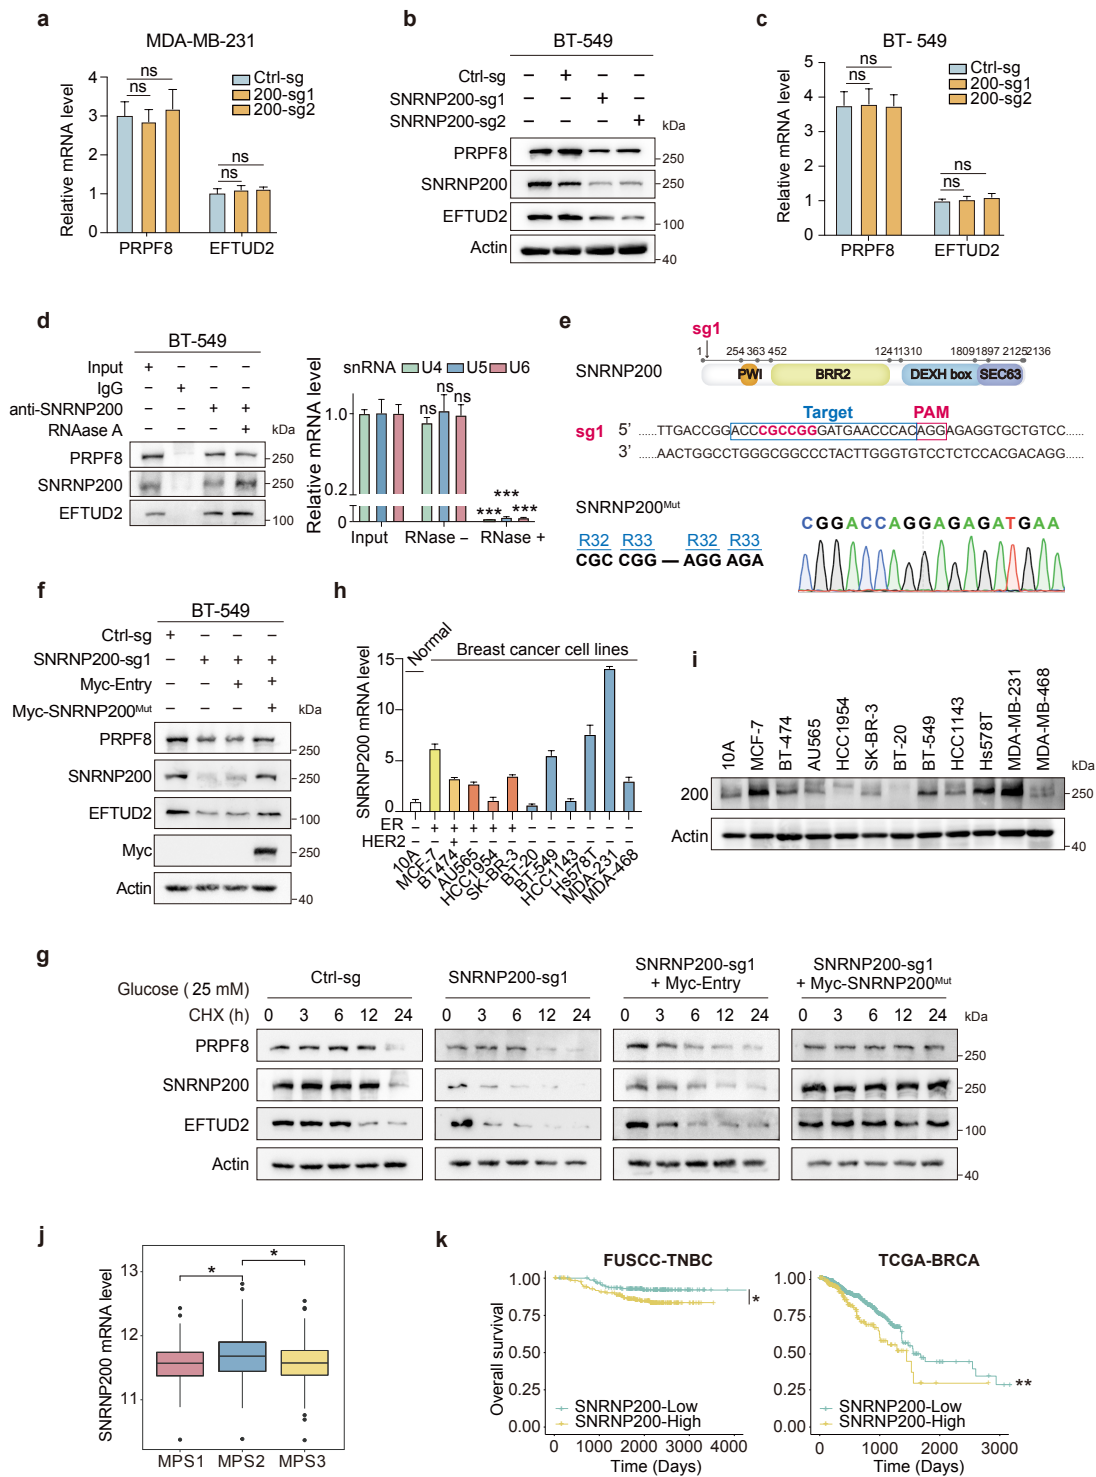 a
MDA-MB-231
Relative mRNA level
4
3
2
1
0
ns
ns
ns
ns
Ctrl-sg
200-sg1
200-sg2
PRPF8
EFTUD2
b
BT-549
Ctrl-sg – + – –
SNRNP200-sg1 – – + –
SNRNP200-sg2 – – – +
kDa
PRPF8
250
SNRNP200
250
EFTUD2
100
Actin
40
c
BT- 549
Relative mRNA level
5
4
3
2
1
0
ns
ns
ns
ns
Ctrl-sg
200-sg1
200-sg2
PRPF8
EFTUD2
d
BT-549
Input + – – –
IgG – + – –
anti-SNRNP200 – – + +
RNAase A – – – +
kDa
PRPF8
250
SNRNP200
250
EFTUD2
100
snRNA U4 U5 U6
Relative mRNA level
1.0
0.2
0
ns
ns
ns
***
***
***
Input
RNase –
RNase +
e
sg1
1 254 363 452 1241 1310 1809 1897 2125 2136
SNRNP200
PWI
BRR2
DEXH box
SEC63
Target
PAM
sg1
5' ......TTGACCGGACCCGCCGGGATGAACCCACAGGAGAGGTGCTGTCC......
3' ......AACTGGCCTGGGCGGCCCTACTTGGGTGTCCTCTCCACGACAGG......
SNRNP200Mut
R32 R33 R32 R33
CGC CGG — AGG AGA
CGGACCAGGAGAGATGAA
f
BT-549
Ctrl-sg + – – –
SNRNP200-sg1 – + + +
Myc-Entry – – + +
Myc-SNRNP200Mut – – – +
kDa
PRPF8
250
SNRNP200
250
EFTUD2
100
Myc
250
Actin
40
h
SNRNP200 mRNA level
15
10
5
0
Normal
Breast cancer cell lines
ER
HER2
10A
MCF-7
BT474
AU565
HCC1954
SK-BR-3
BT-20
BT-549
HCC1143
Hs578T
MDA-231
MDA-468
i
10A
MCF-7
BT-474
AU565
HCC1954
SK-BR-3
BT-20
BT-549
HCC1143
Hs578T
MDA-MB-231
MDA-MB-468
kDa
200
250
Actin
40
g
Glucose ( 25 mM)
Ctrl-sg
SNRNP200-sg1
SNRNP200-sg1
+ Myc-Entry
SNRNP200-sg1
+ Myc-SNRNP200Mut
CHX (h) 0 3 6 12 24 0 3 6 12 24 0 3 6 12 24 0 3 6 12 24
kDa
PRPF8
250
SNRNP200
250
EFTUD2
100
Actin
40
j
SNRNP200 mRNA level
13
12
11
*
*
MPS1 MPS2 MPS3
k
FUSCC-TNBC
Overall survival
1.00
0.75
0.50
0.25
0.00
*
SNRNP200-Low
SNRNP200-High
0 1000 2000 3000 4000
Time (Days)
TCGA-BRCA
1.00
0.75
0.50
0.25
0.00
**
SNRNP200-Low
SNRNP200-High
0 1000 2000 3000
Time (Days)